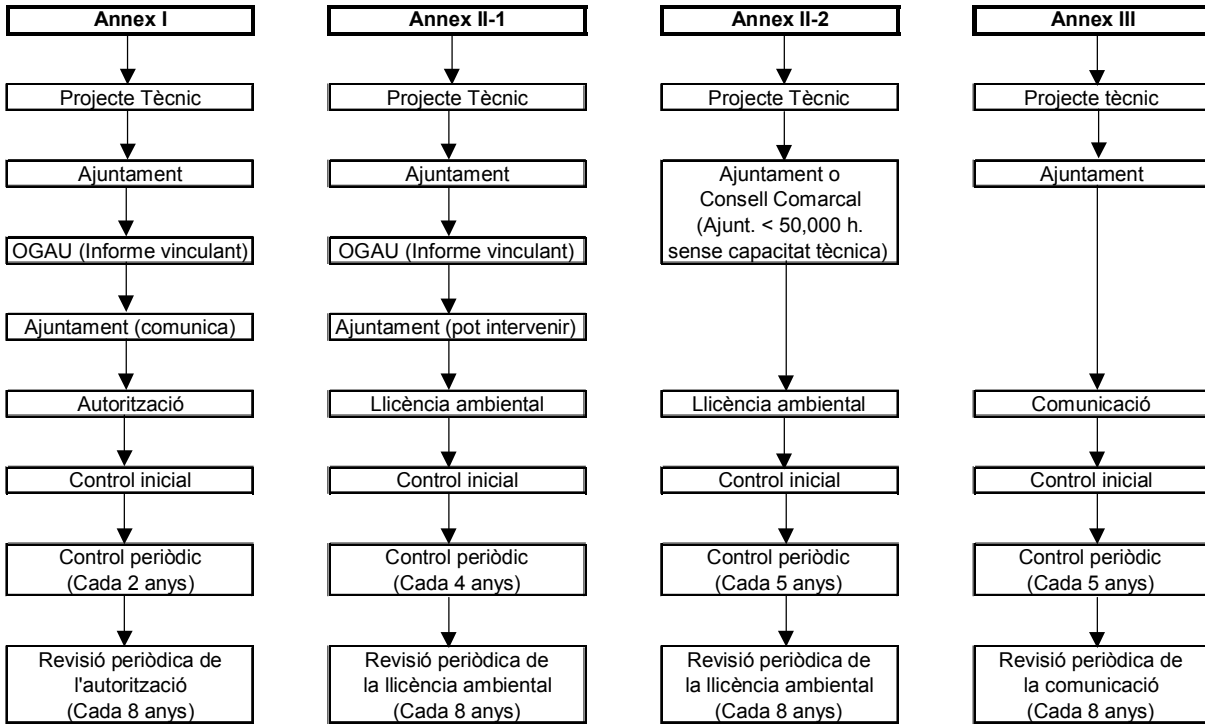 Annex I
Projecte Tècnic
Ajuntament
OGAU (Informe vinculant)
Ajuntament (comunica)
Autorització
Control inicial
Control periòdic
(Cada 2 anys)
Revisió periòdica de
l'autorització
(Cada 8 anys)
Annex II-1
Projecte Tècnic
Ajuntament
OGAU (Informe vinculant)
Ajuntament (pot intervenir)
Llicència ambiental
Control inicial
Control periòdic
(Cada 4 anys)
Revisió periòdica de
la llicència ambiental
(Cada 8 anys)
Annex II-2
Projecte Tècnic
Ajuntament o
Consell Comarcal
(Ajunt. < 50,000 h.
sense capacitat tècnica)
Llicència ambiental
Control inicial
Control periòdic
(Cada 5 anys)
Revisió periòdica de
la llicència ambiental
(Cada 8 anys)
Annex III
Projecte tècnic
Ajuntament
Comunicació
Control inicial
Control periòdic
(Cada 5 anys)
Revisió periòdica de
la comunicació
(Cada 8 anys)